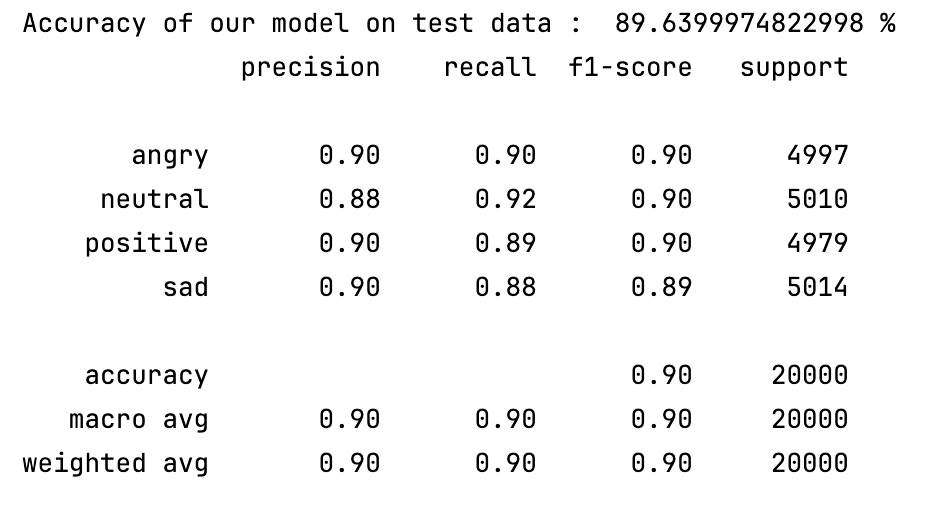 Accuracy of our model on test data :  89.6399974822998 %
              precision    recall  f1-score   support

       angry       0.90      0.90      0.90      4997
     neutral       0.88      0.92      0.90      5010
    positive       0.90      0.89      0.90      4979
         sad       0.90      0.88      0.89      5014

    accuracy                           0.90     20000
   macro avg       0.90      0.90      0.90     20000
weighted avg       0.90      0.90      0.90     20000